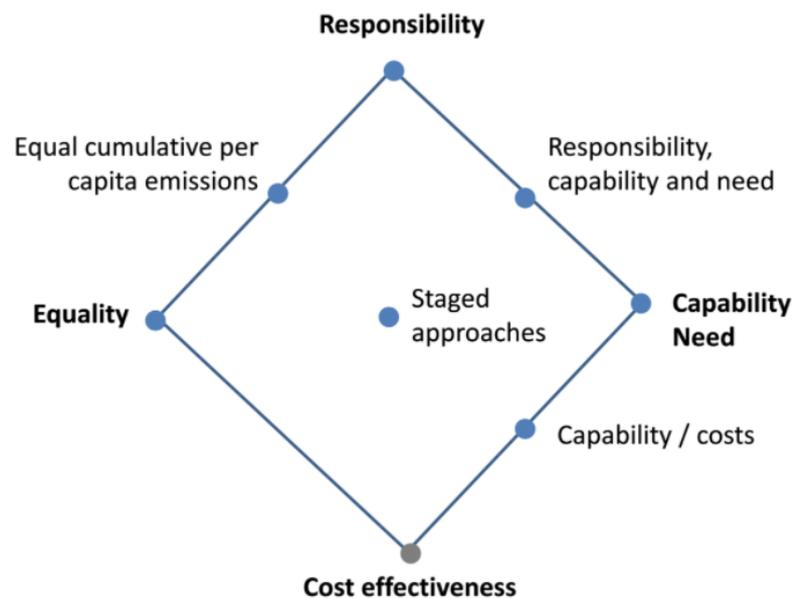 Responsibility
Equal cumulative per
capita emissions
Responsibility,
capability and need
Equality
Staged
approaches
Capability
Need
Capability / costs
Cost effectiveness